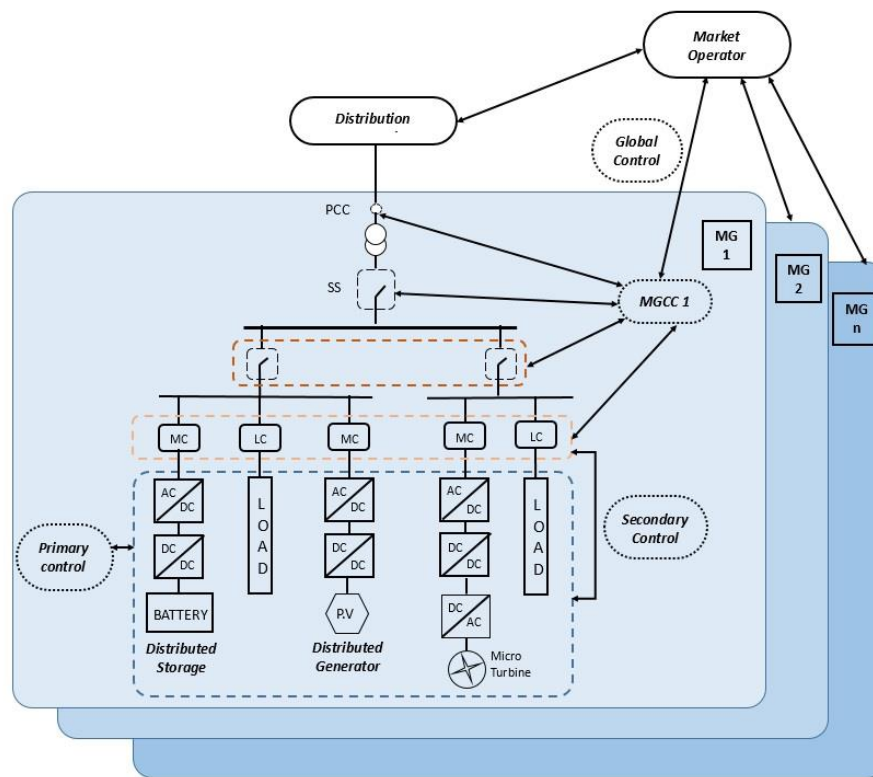 Market
Operator
Distribution
Global
Control
PCC
MG
1
MG
2
MG
n
SS
MGCC 1
MC
LC
MC
MC
LC
AC
DC
LOAD
AC
DC
AC
DC
LOAD
Primary
control
DC
DC
DC
DC
DC
DC
Secondary
Control
BATTERY
P.V
DC
AC
Distributed
Storage
Distributed
Generator
Micro
Turbine